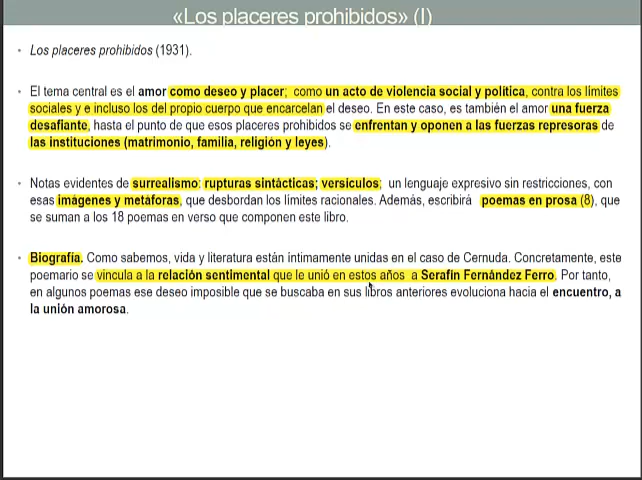 «Los placeres prohibidos» (I)
Los placeres prohibidos (1931).
El tema central es el amor como deseo y placer; como un acto de violencia social y política, contra los límites
sociales y e incluso los del propio cuerpo que encarcelan el deseo. En este caso, es también el amor una fuerza
desafiante, hasta el punto de que esos placeres prohibidos se enfrentan y oponen a las fuerzas represoras de
las instituciones (matrimonio, familia, religión y leyes).
Notas evidentes de surrealismo: rupturas sintácticas; versículos; un lenguaje expresivo sin restricciones, con
esas imágenes y metáforas, que desbordan los límites racionales. Además, escribirá poemas en prosa (8), que
se suman a los 18 poemas en verso que componen este libro.
Biografía. Como sabemos, vida y literatura están íntimamente unidas en el caso de Cernuda. Concretamente, este
poemario se vincula a la relación sentimental que le unió en estos años a Serafín Fernández Ferro. Por tanto,
en algunos poemas ese deseo imposible que se buscaba en sus libros anteriores evoluciona hacia el encuentro, a
la unión amorosa.